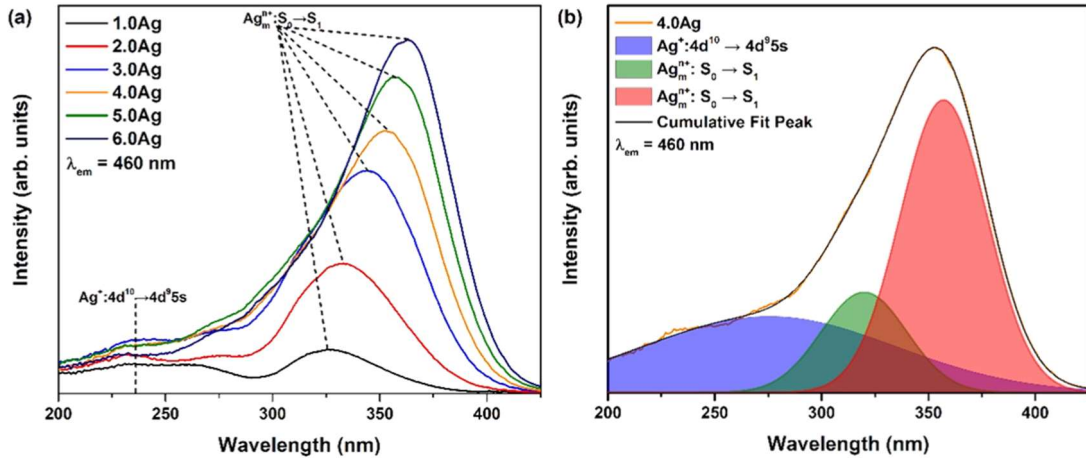 (a)
1.0Ag
2.0Ag
3.0Ag
4.0Ag
5.0Ag
6.0Ag
λem = 460 nm
Agmⁿ⁺:S₀→S₁
Ag⁺:4d¹⁰→4d⁹5s
Intensity (arb. units)
200 250 300 350 400
Wavelength (nm)
(b)
4.0Ag
Ag⁺:4d¹⁰ → 4d⁹5s
Agmⁿ⁺: S₀ → S₁
Agmⁿ⁺: S₀ → S₁
Cumulative Fit Peak
λem = 460 nm
Intensity (arb. units)
200 250 300 350 400
Wavelength (nm)